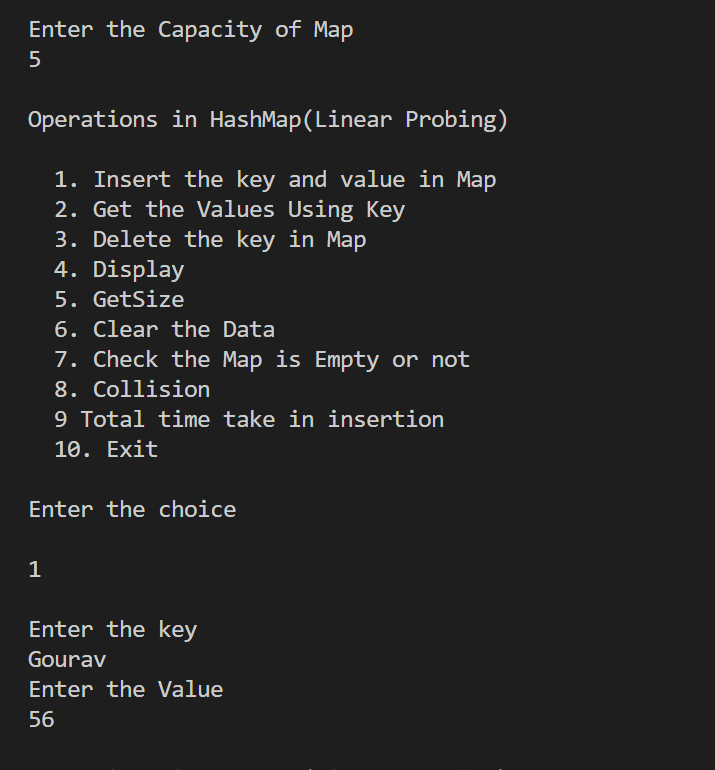 Enter the Capacity of Map
5
Operations in HashMap(Linear Probing)
1. Insert the key and value in Map
2. Get the Values Using Key
3. Delete the key in Map
4. Display
5. GetSize
6. Clear the Data
7. Check the Map is Empty or not
8. Collision
9 Total time take in insertion
10. Exit
Enter the choice
1
Enter the key
Gourav
Enter the Value
56